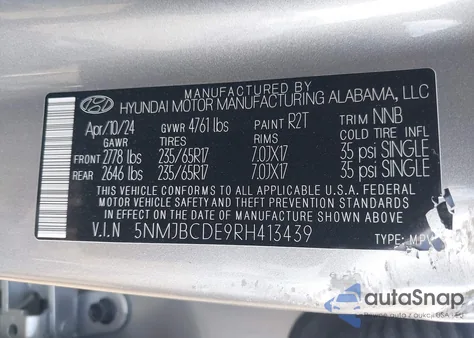 MANUFACTURED BY
HYUNDAI MOTOR MANUFACTURING ALABAMA, LLC
Apr/10/24 GVWR 4761 lbs PAINT R2T TRIM NNB
GAWR TIRES RIMS COLD TIRE INFL
FRONT 2778 lbs 235/65R17 7.0JX17 35 psi SINGLE
REAR 2646 lbs 235/65R17 7.0JX17 35 psi SINGLE
THIS VEHICLE CONFORMS TO ALL APPLICABLE U.S.A. FEDERAL
MOTOR VEHICLE SAFETY AND THEFT PREVENTION STANDARDS
IN EFFECT ON THE DATE OF MANUFACTURE SHOWN ABOVE.
V.I.N 5NMJBCDE9RH413439 TYPE: MPV
autoSnap
z aukcji USA i EU